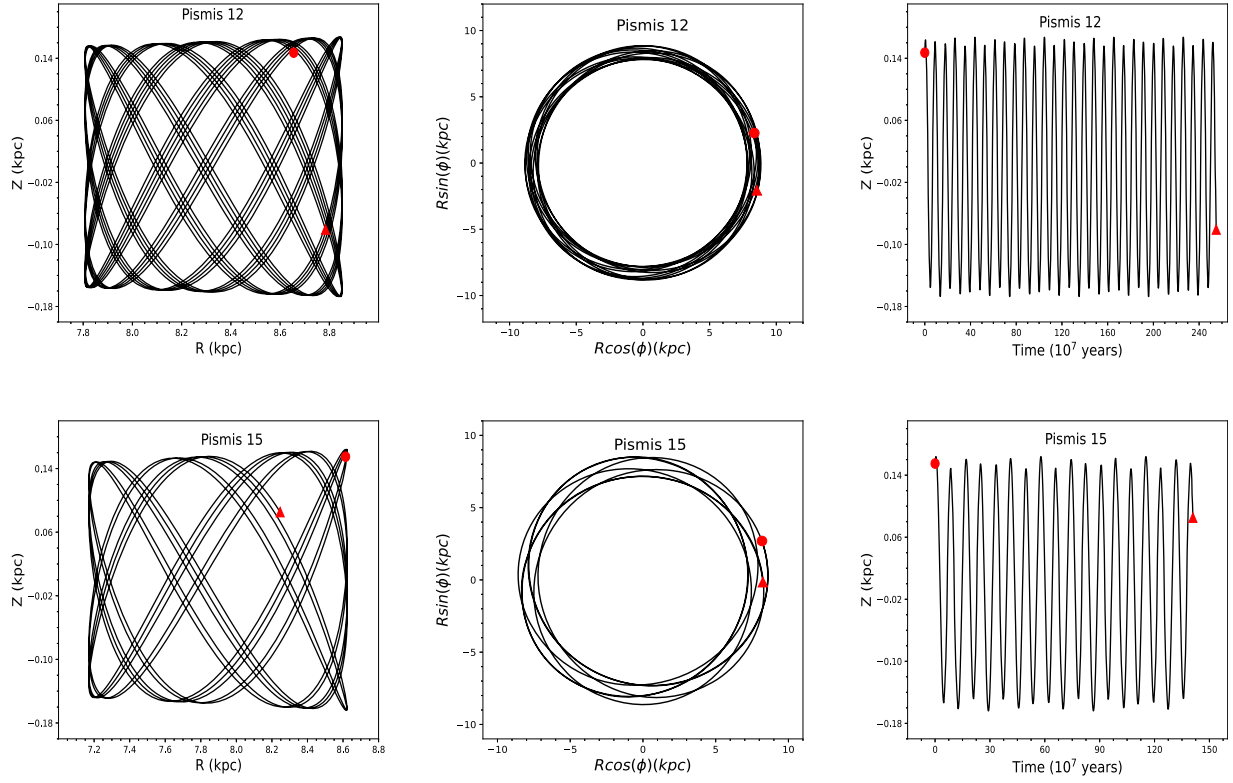 Pismis 12
0.14
0.06
−0.02
−0.10
−0.18
Z (kpc)
7.8 8.0 8.2 8.4 8.6 8.8
R (kpc)
Pismis 12
10
5
0
−5
−10
Rsin(ϕ)(kpc)
−10 −5 0 5 10
Rcos(ϕ)(kpc)
Pismis 12
0.14
0.06
−0.02
−0.10
−0.18
Z (kpc)
0 40 80 120 160 200 240
Time (10⁷ years)
Pismis 15
0.14
0.06
−0.02
−0.10
−0.18
Z (kpc)
7.2 7.4 7.6 7.8 8.0 8.2 8.4 8.6 8.8
R (kpc)
Pismis 15
10
5
0
−5
−10
Rsin(ϕ)(kpc)
−10 −5 0 5 10
Rcos(ϕ)(kpc)
Pismis 15
0.14
0.06
−0.02
−0.10
−0.18
Z (kpc)
0 30 60 90 120 150
Time (10⁷ years)